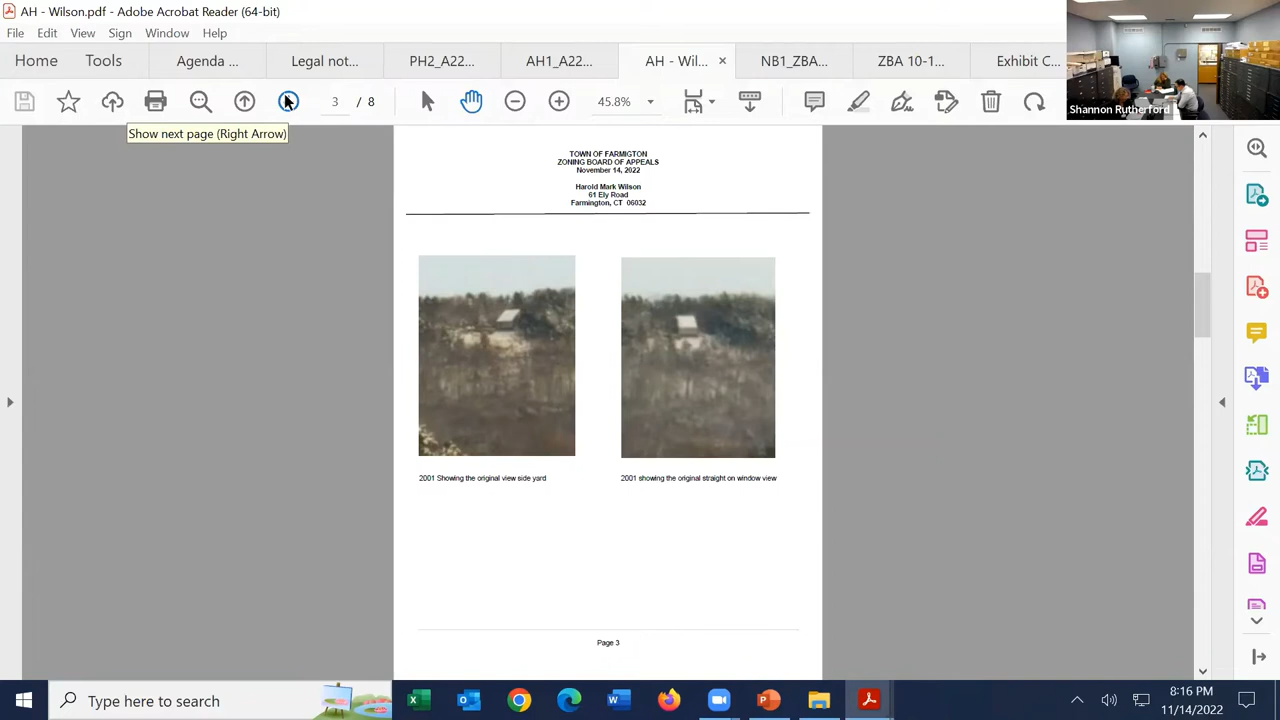 AH - Wilson.pdf - Adobe Acrobat Reader (64-bit)
File Edit View Sign Window Help
Home Tools Agenda ... Legal not... PH2_A22... AH1_A22... AH - Wil... × NB1_ZBA... ZBA 10-1... Exhibit C...
3 / 8 45.8%
Show next page (Right Arrow)
Shannon Rutherford
TOWN OF FARMIGTON
ZONING BOARD OF APPEALS
November 14, 2022
Harold Mark Wilson
61 Ely Road
Farmington, CT 06032
2001 Showing the original view side yard
2001 showing the original straight on window view
Page 3
Type here to search
8:16 PM
11/14/2022